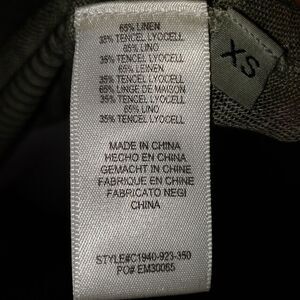 65% LINEN
35% TENCEL LYOCELL
65% LINO
35% TENCEL LYOCELL
65% LEINEN
35% TENCEL LYOCELL
65% LINGE DE MAISON
35% TENCEL LYOCELL
65% LINO
35% TENCEL LYOCELL
MADE IN CHINA
HECHO EN CHINA
GEMACHT IN CHINE
FABRIQUE EN CHINE
FABRICATO NEGI
CHINA
STYLE#C1940-923-350
PO# EM30065
XS